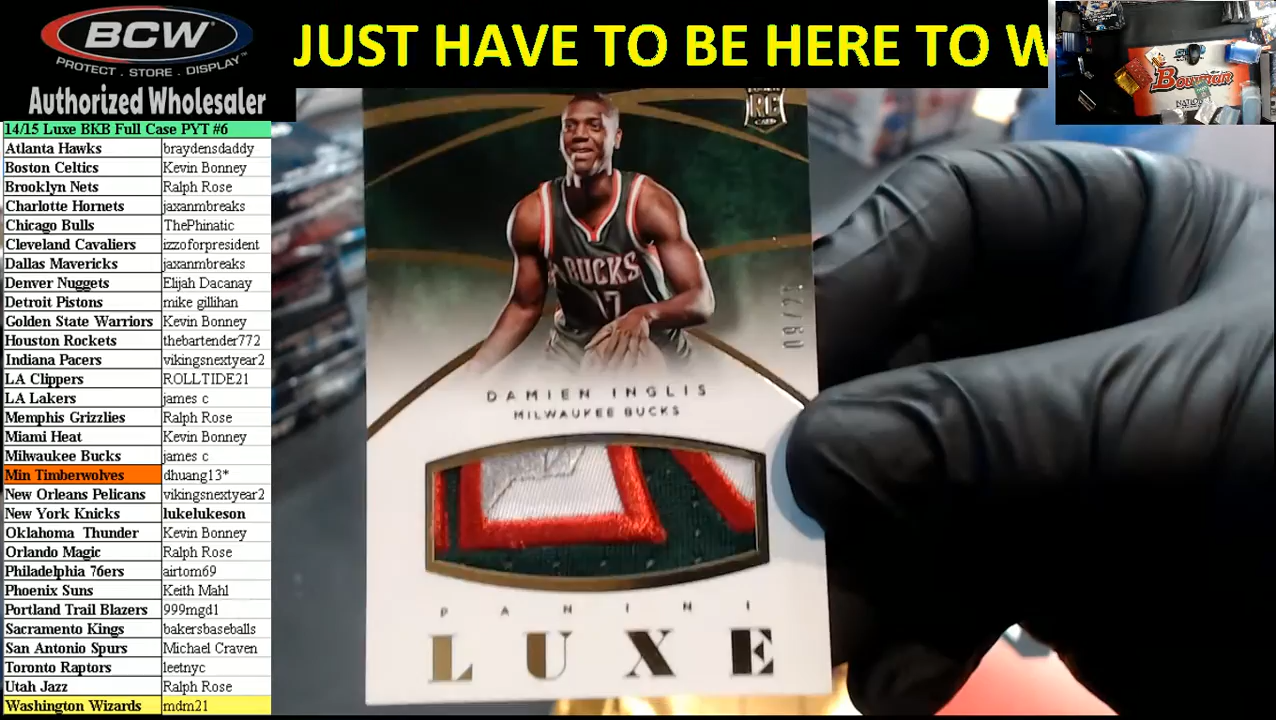 BCW
PROTECT . STORE . DISPLAY™
Authorized Wholesaler
JUST HAVE TO BE HERE TO W
14/15 Luxe BKB Full Case PYT #6
Atlanta Hawks braydensdaddy
Boston Celtics Kevin Bonney
Brooklyn Nets Ralph Rose
Charlotte Hornets jaxanmbreaks
Chicago Bulls ThePhinatic
Cleveland Cavaliers izzoforpresident
Dallas Mavericks jaxanmbreaks
Denver Nuggets Elijah Dacanay
Detroit Pistons mike gillihan
Golden State Warriors Kevin Bonney
Houston Rockets thebartender772
Indiana Pacers vikingsnextyear2
LA Clippers ROLLTIDE21
LA Lakers james c
Memphis Grizzlies Ralph Rose
Miami Heat Kevin Bonney
Milwaukee Bucks james c
Min Timberwolves dhuang13*
New Orleans Pelicans vikingsnextyear2
New York Knicks lukelukeson
Oklahoma Thunder Kevin Bonney
Orlando Magic Ralph Rose
Philadelphia 76ers airtom69
Phoenix Suns Keith Mahl
Portland Trail Blazers 999mgd1
Sacramento Kings bakersbaseballs
San Antonio Spurs Michael Craven
Toronto Raptors leetnyc
Utah Jazz Ralph Rose
Washington Wizards mdm21
RC
BUCKS
17
DAMIEN INGLIS
MILWAUKEE BUCKS
PANINI
LUXE
Bowman